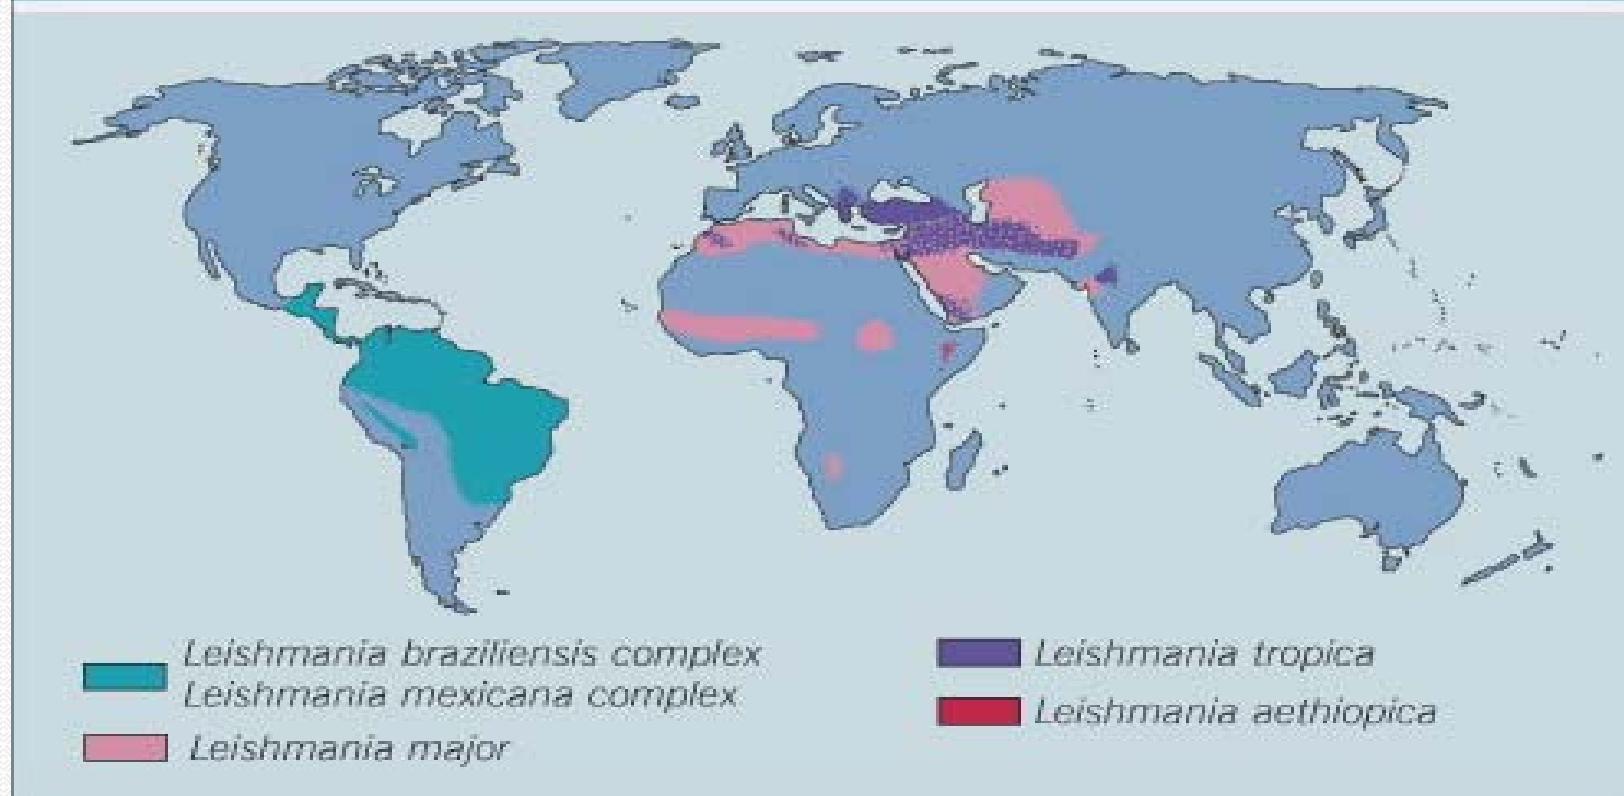 Leishmania braziliensis complex
Leishmania mexicana complex
Leishmania major
Leishmania tropica
Leishmania aethiopica